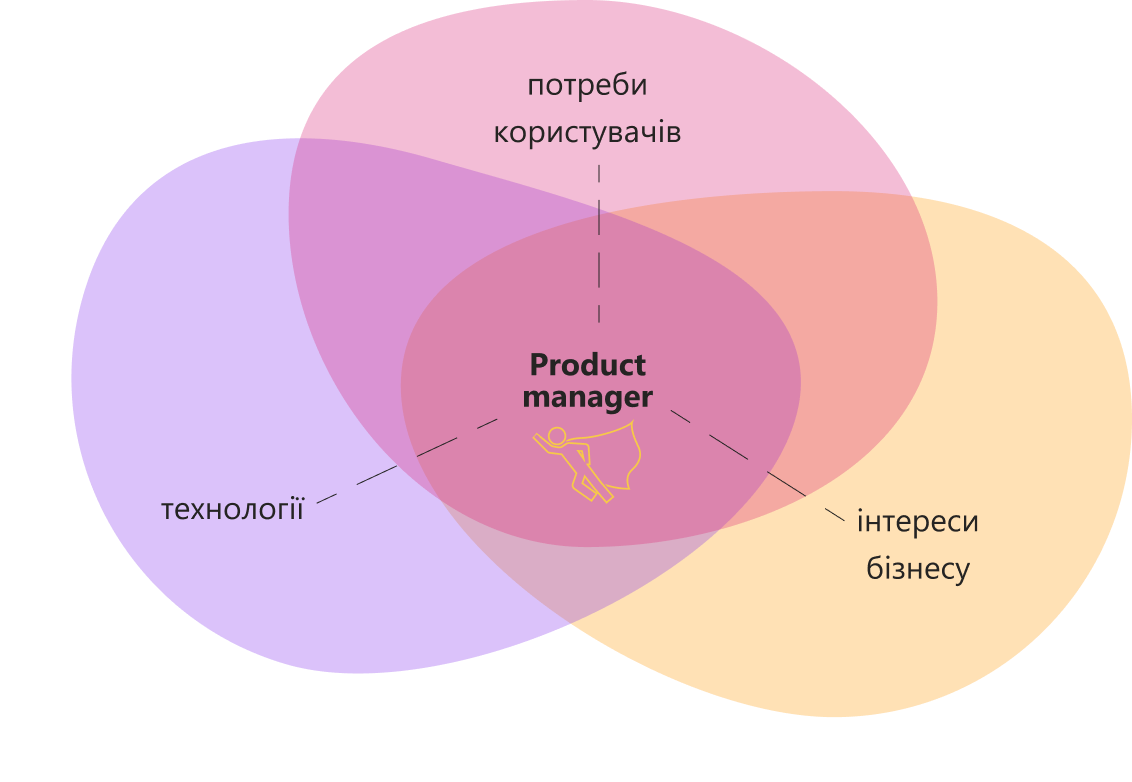 потреби
користувачів
Product
manager
технології
інтереси
бізнесу